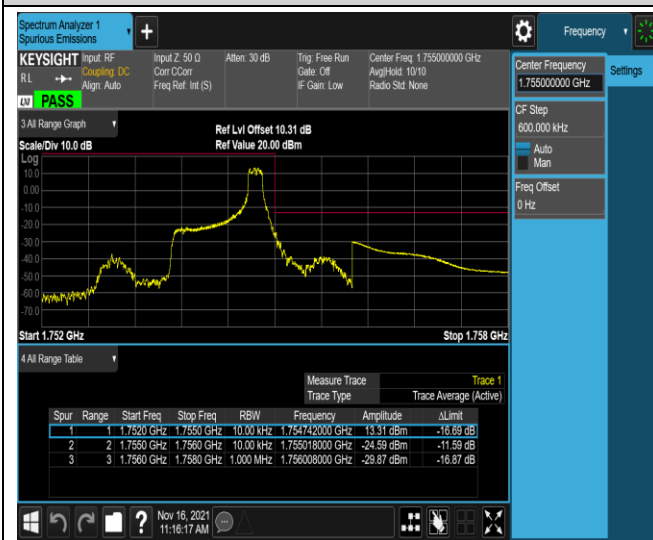 Spectrum Analyzer 1
Spurious Emissions
Frequency
KEYSIGHT Input: RF Input Z: 50 Ω Atten: 30 dB Trig: Free Run Center Freq: 1.755000000 GHz
RL Coupling: DC Corr CCorr Gate: Off Avg|Hold: 10/10
Align: Auto Freq Ref: Int (S) IF Gain: Low Radio Std: None
LXI PASS
Center Frequency
1.755000000 GHz
Settings
CF Step
600.000 kHz
Auto
Man
Freq Offset
0 Hz
3 All Range Graph
Ref Lvl Offset 10.31 dB
Scale/Div 10.0 dB Ref Value 20.00 dBm
Log
10.0
0.00
-10.0
-20.0
-30.0
-40.0
-50.0
-60.0
-70.0
Start 1.752 GHz Stop 1.758 GHz
4 All Range Table
Measure Trace Trace 1
Trace Type Trace Average (Active)
Spur Range Start Freq Stop Freq RBW Frequency Amplitude ΔLimit
1 1 1.7520 GHz 1.7550 GHz 10.00 kHz 1.754742000 GHz 13.31 dBm -16.69 dB
2 2 1.7550 GHz 1.7560 GHz 10.00 kHz 1.755018000 GHz -24.59 dBm -11.59 dB
3 3 1.7560 GHz 1.7580 GHz 1.000 MHz 1.756008000 GHz -29.87 dBm -16.87 dB
? Nov 16, 2021
11:16:17 AM